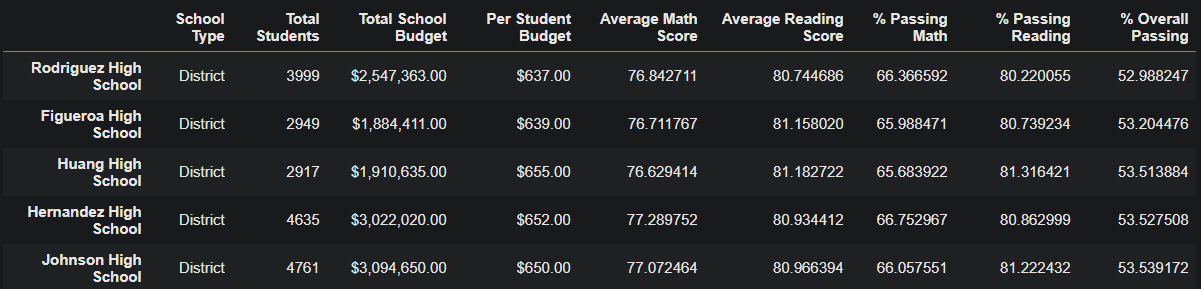 School Type Total Students Total School Budget Per Student Budget Average Math Score Average Reading Score % Passing Math % Passing Reading % Overall Passing
Rodriguez High School District 3999 $2,547,363.00 $637.00 76.842711 80.744686 66.366592 80.220055 52.988247
Figueroa High School District 2949 $1,884,411.00 $639.00 76.711767 81.158020 65.988471 80.739234 53.204476
Huang High School District 2917 $1,910,635.00 $655.00 76.629414 81.182722 65.683922 81.316421 53.513884
Hernandez High School District 4635 $3,022,020.00 $652.00 77.289752 80.934412 66.752967 80.862999 53.527508
Johnson High School District 4761 $3,094,650.00 $650.00 77.072464 80.966394 66.057551 81.222432 53.539172